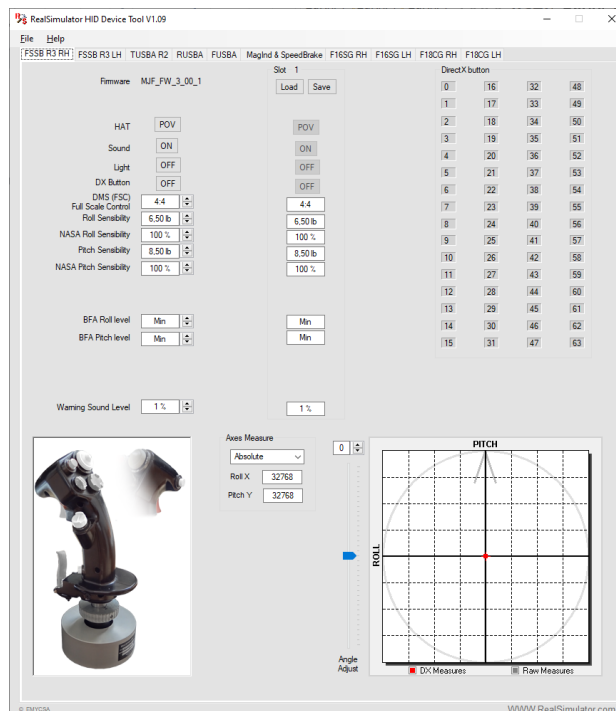 RealSimulator HID Device Tool V1.09
File Help
FSSB R3 RH FSSB R3 LH TUSBA R2 RUSBA FUSBA MagInd & SpeedBrake F16SG RH F16SG LH F18CG RH F18CG LH
Slot 1
DirectX button
Firmware MJF_FW_3_00_1
Load Save
HAT POV POV
Sound ON ON
Light OFF OFF
DX Button OFF OFF
DMS (FSC)
Full Scale Control 4:4 4:4
Roll Sensibility 6,50 lb 6,50 lb
NASA Roll Sensibility 100 % 100 %
Pitch Sensibility 8,50 lb 8,50 lb
NASA Pitch Sensibility 100 % 100 %
BFA Roll level Min Min
BFA Pitch level Min Min
Warning Sound Level 1 % 1 %
0 16 32 48
1 17 33 49
2 18 34 50
3 19 35 51
4 20 36 52
5 21 37 53
6 22 38 54
7 23 39 55
8 24 40 56
9 25 41 57
10 26 42 58
11 27 43 59
12 28 44 60
13 29 45 61
14 30 46 62
15 31 47 63
Axes Measure
Absolute
Roll X 32768
Pitch Y 32768
0
Angle
Adjust
PITCH
ROLL
DX Measures Raw Measures
© EMYCSA
WWW.RealSimulator.com